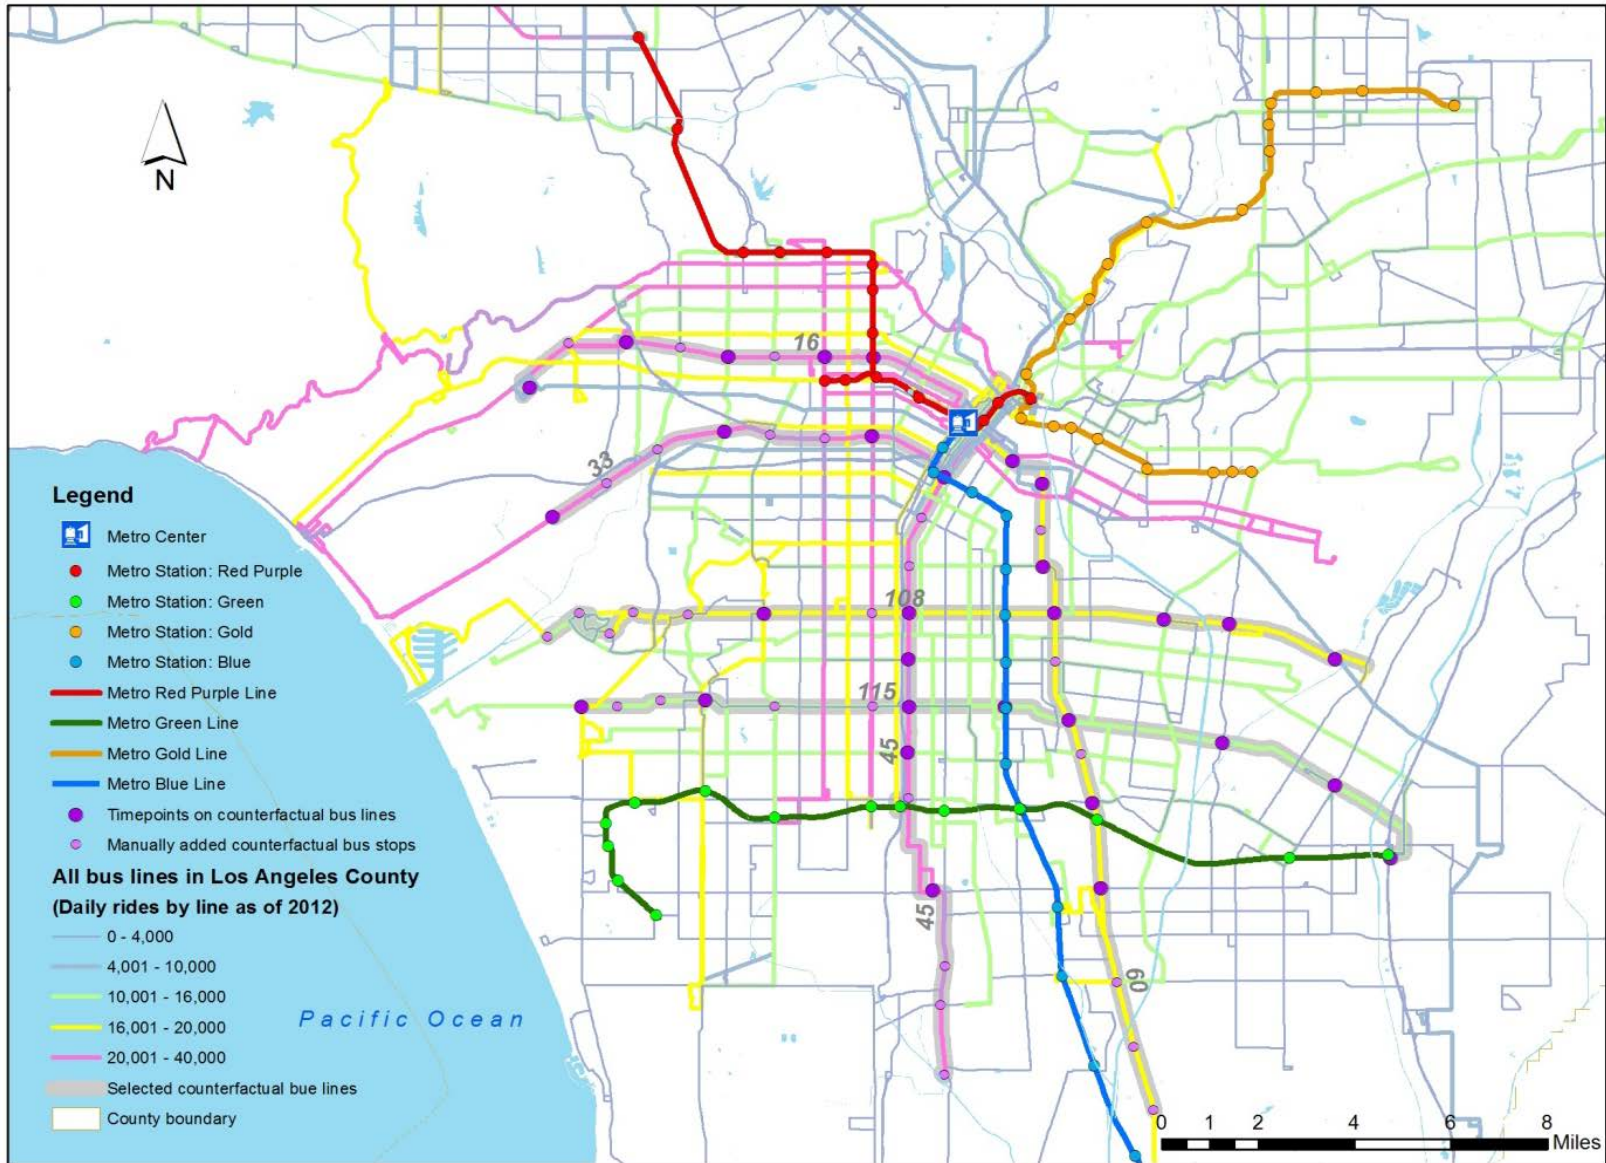 N
16
33
108
115
45
45
60
Legend
Metro Center
Metro Station: Red Purple
Metro Station: Green
Metro Station: Gold
Metro Station: Blue
Metro Red Purple Line
Metro Green Line
Metro Gold Line
Metro Blue Line
Timepoints on counterfactual bus lines
Manually added counterfactual bus stops
All bus lines in Los Angeles County
(Daily rides by line as of 2012)
0 - 4,000
4,001 - 10,000
10,001 - 16,000
16,001 - 20,000
20,001 - 40,000
Selected counterfactual bue lines
County boundary
Pacific Ocean
0 1 2 4 6 8
Miles